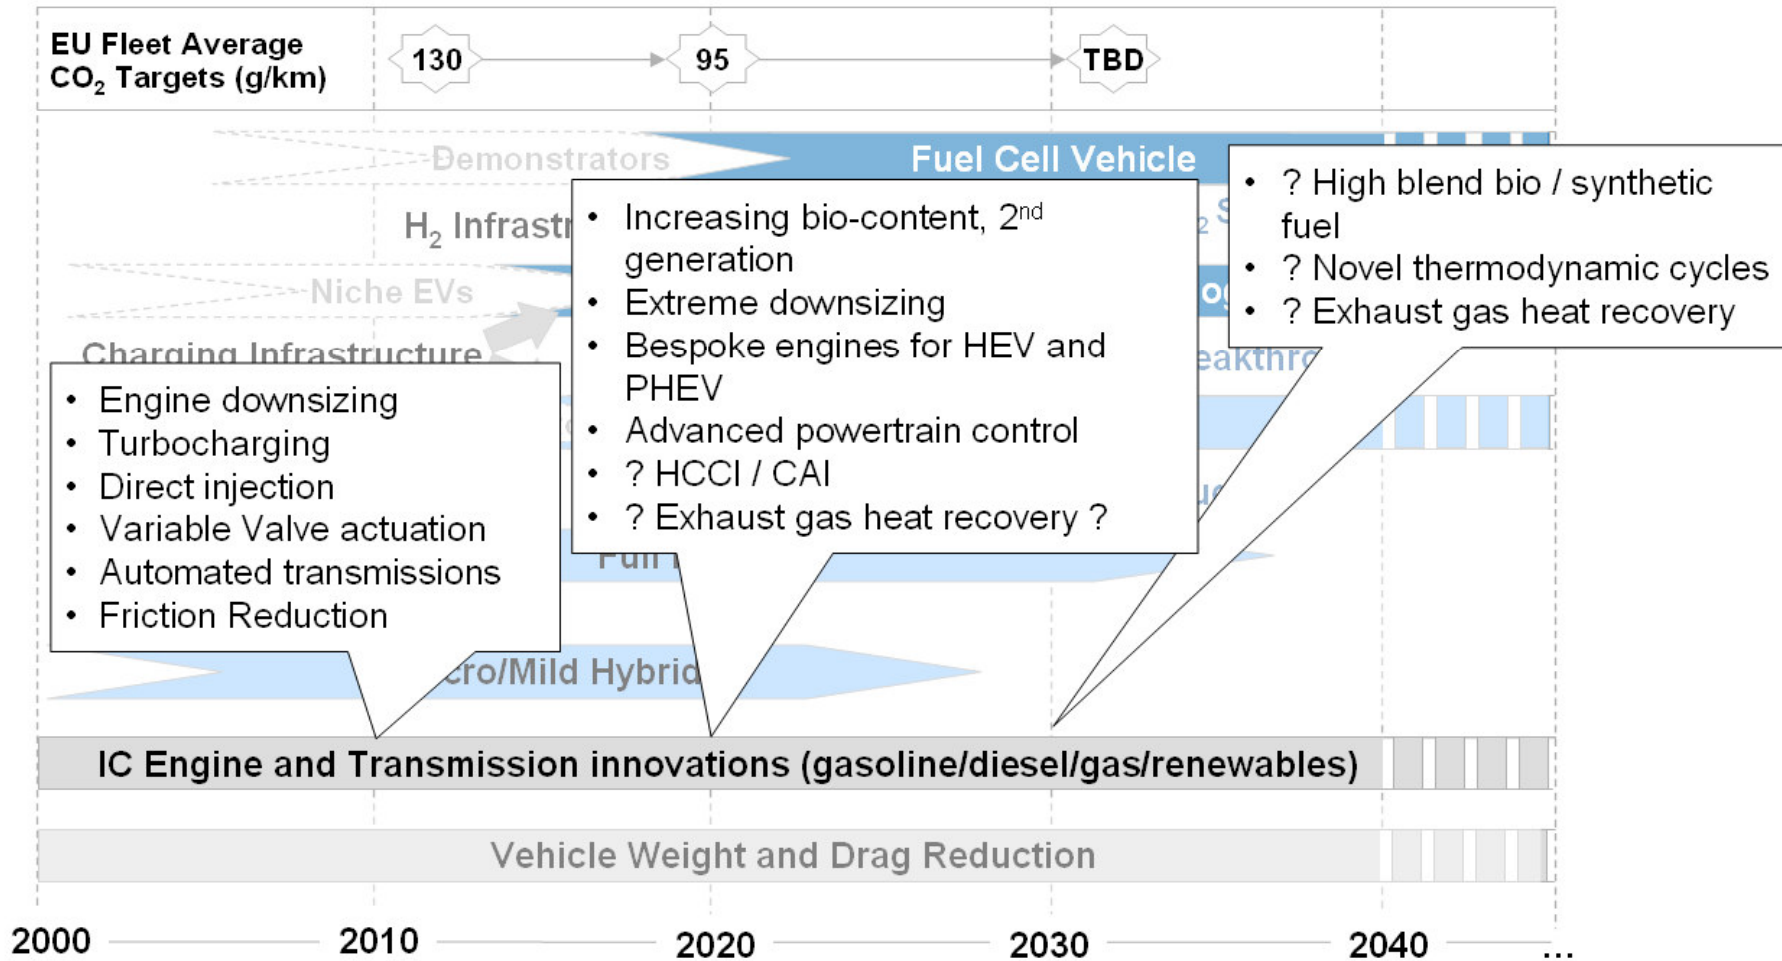 EU Fleet Average
CO₂ Targets (g/km)
130
95
TBD
Demonstrators
Fuel Cell Vehicle
H₂
Niche EVs
Charging Infrastructure
• Engine downsizing
• Turbocharging
• Direct injection
• Variable Valve actuation
• Automated transmissions
• Friction Reduction
• Increasing bio-content, 2nd
generation
• Extreme downsizing
• Bespoke engines for HEV and
PHEV
• Advanced powertrain control
• ? HCCI / CAI
• ? Exhaust gas heat recovery ?
• ? High blend bio / synthetic
fuel
• ? Novel thermodynamic cycles
• ? Exhaust gas heat recovery
Full
cro/Mild Hybrid
IC Engine and Transmission innovations (gasoline/diesel/gas/renewables)
Vehicle Weight and Drag Reduction
2000
2010
2020
2030
2040
...